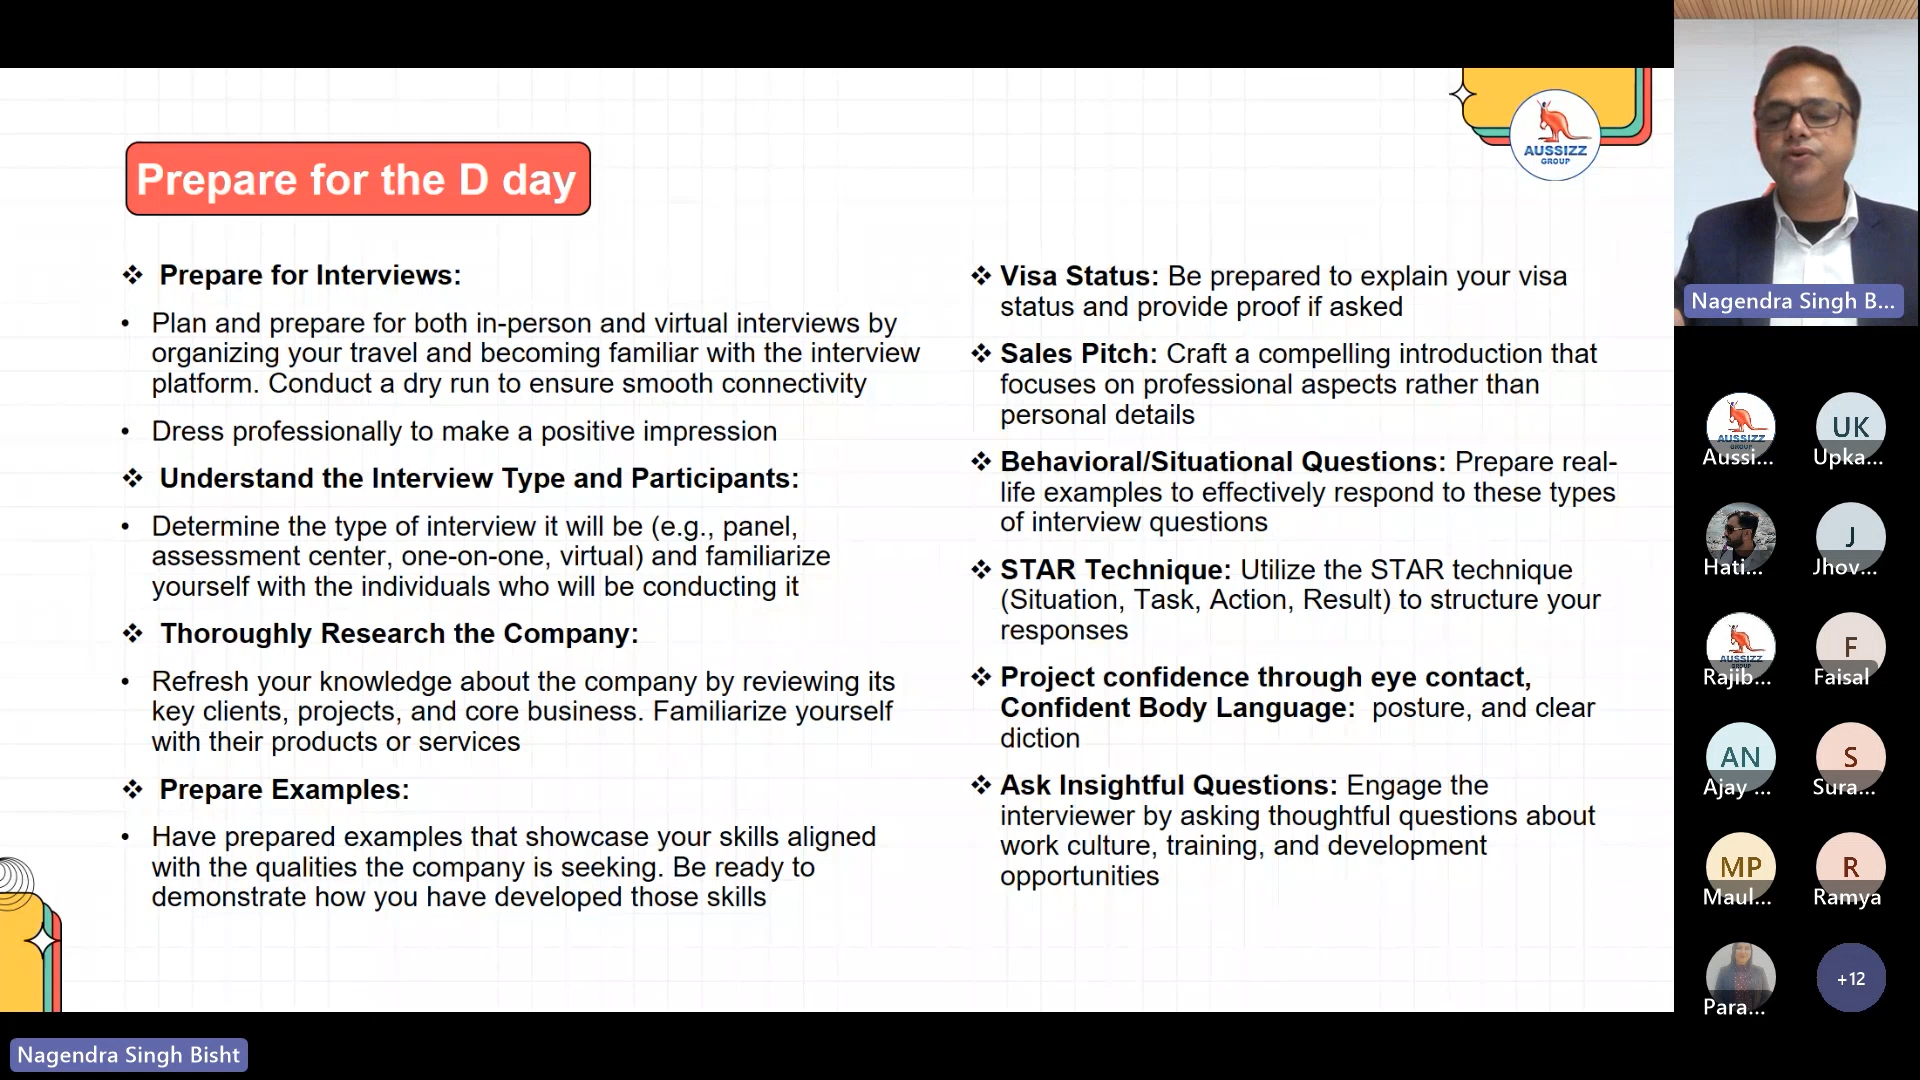 Prepare for the D day
AUSSIZZ
GROUP
❖ Prepare for Interviews:
• Plan and prepare for both in-person and virtual interviews by
organizing your travel and becoming familiar with the interview
platform. Conduct a dry run to ensure smooth connectivity
• Dress professionally to make a positive impression
❖ Understand the Interview Type and Participants:
• Determine the type of interview it will be (e.g., panel,
assessment center, one-on-one, virtual) and familiarize
yourself with the individuals who will be conducting it
❖ Thoroughly Research the Company:
• Refresh your knowledge about the company by reviewing its
key clients, projects, and core business. Familiarize yourself
with their products or services
❖ Prepare Examples:
• Have prepared examples that showcase your skills aligned
with the qualities the company is seeking. Be ready to
demonstrate how you have developed those skills
❖ Visa Status: Be prepared to explain your visa
status and provide proof if asked
❖ Sales Pitch: Craft a compelling introduction that
focuses on professional aspects rather than
personal details
❖ Behavioral/Situational Questions: Prepare real-
life examples to effectively respond to these types
of interview questions
❖ STAR Technique: Utilize the STAR technique
(Situation, Task, Action, Result) to structure your
responses
❖ Project confidence through eye contact,
Confident Body Language: posture, and clear
diction
❖ Ask Insightful Questions: Engage the
interviewer by asking thoughtful questions about
work culture, training, and development
opportunities
Nagendra Singh B...
AUSSIZZ
Aussi...
UK
Upka...
Hati...
J
Jhov...
AUSSIZZ
Rajib...
F
Faisal
AN
Ajay ...
S
Sura...
MP
Maul...
R
Ramya
Para...
+12
Nagendra Singh Bisht